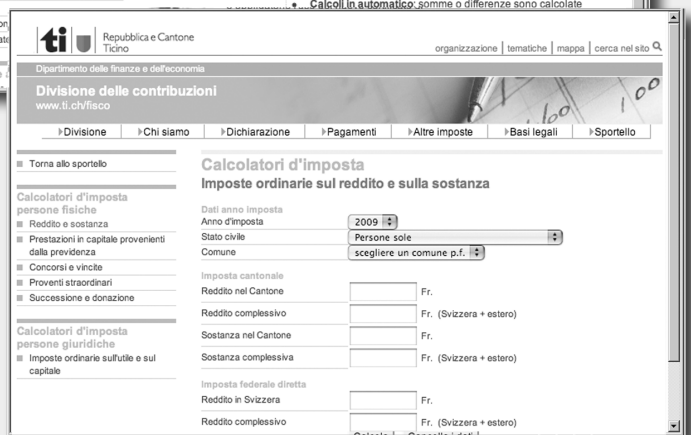 Calcoli in automatico: somme o differenze sono calcolate
ti
Repubblica e Cantone
Ticino
organizzazione | tematiche | mappa | cerca nel sito
Dipartimento delle finanze e dell'economia
Divisione delle contribuzioni
www.ti.ch/fisco
Divisione
Chi siamo
Dichiarazione
Pagamenti
Altre imposte
Basi legali
Sportello
Torna allo sportello
Calcolatori d'imposta
persone fisiche
Reddito e sostanza
Prestazioni in capitale provenienti
dalla previdenza
Concorsi e vincite
Proventi straordinari
Successione e donazione
Calcolatori d'imposta
persone giuridiche
Imposte ordinarie sull'utile e sul
capitale
Calcolatori d'imposta
Imposte ordinarie sul reddito e sulla sostanza
Dati anno imposta
Anno d'imposta 2009
Stato civile Persone sole
Comune scegliere un comune p.f.
Imposta cantonale
Reddito nel Cantone Fr.
Reddito complessivo Fr. (Svizzera + estero)
Sostanza nel Cantone Fr.
Sostanza complessiva Fr. (Svizzera + estero)
Imposta federale diretta
Reddito in Svizzera Fr.
Reddito complessivo Fr. (Svizzera + estero)
Calcola Cancella i dati